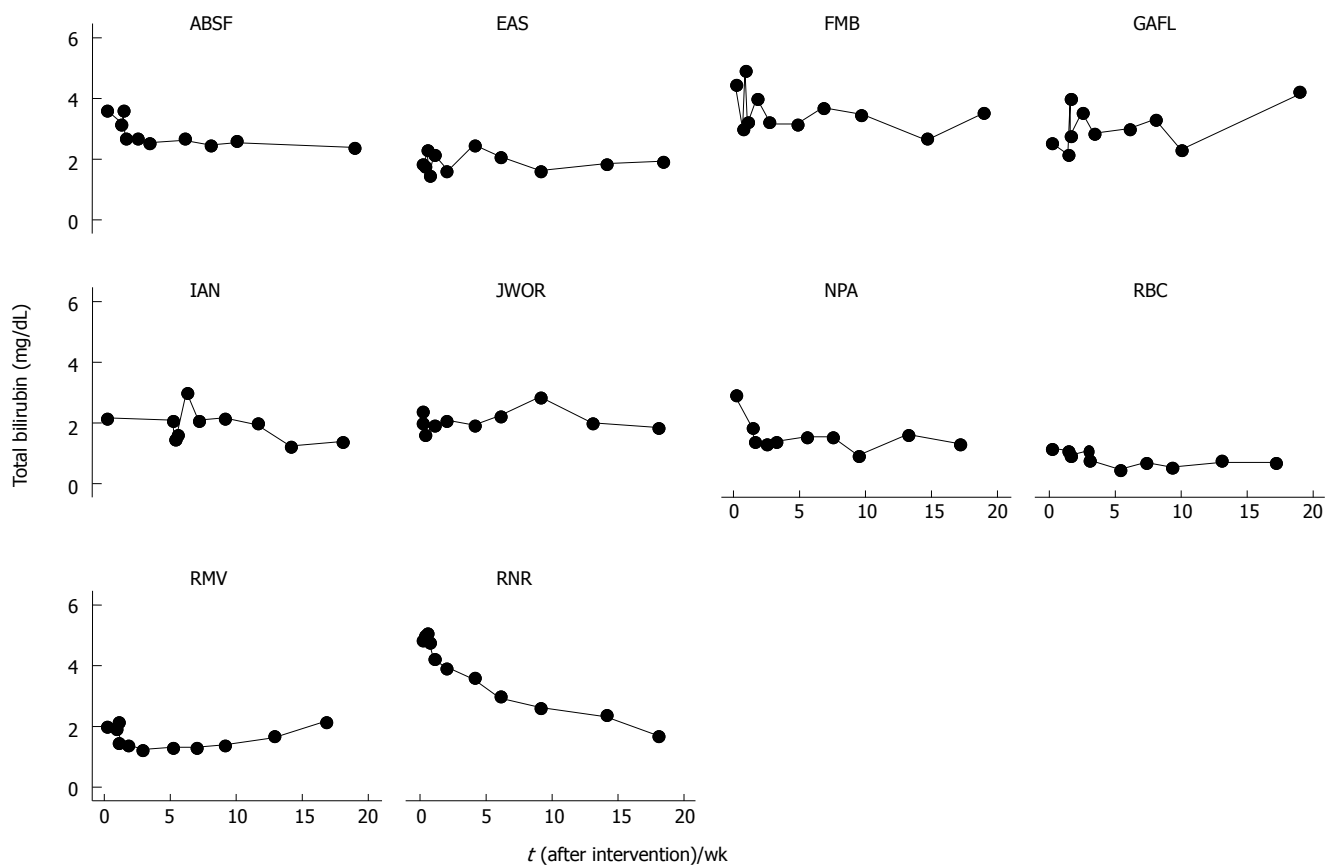 ABSF EAS FMB GAFL
6
4
2
0
IAN JWOR NPA RBC
6
4
2
0
0 5 10 15 20 0 5 10 15 20
Total bilirubin (mg/dL)
RMV RNR
6
4
2
0
0 5 10 15 20 0 5 10 15 20
t (after intervention)/wk